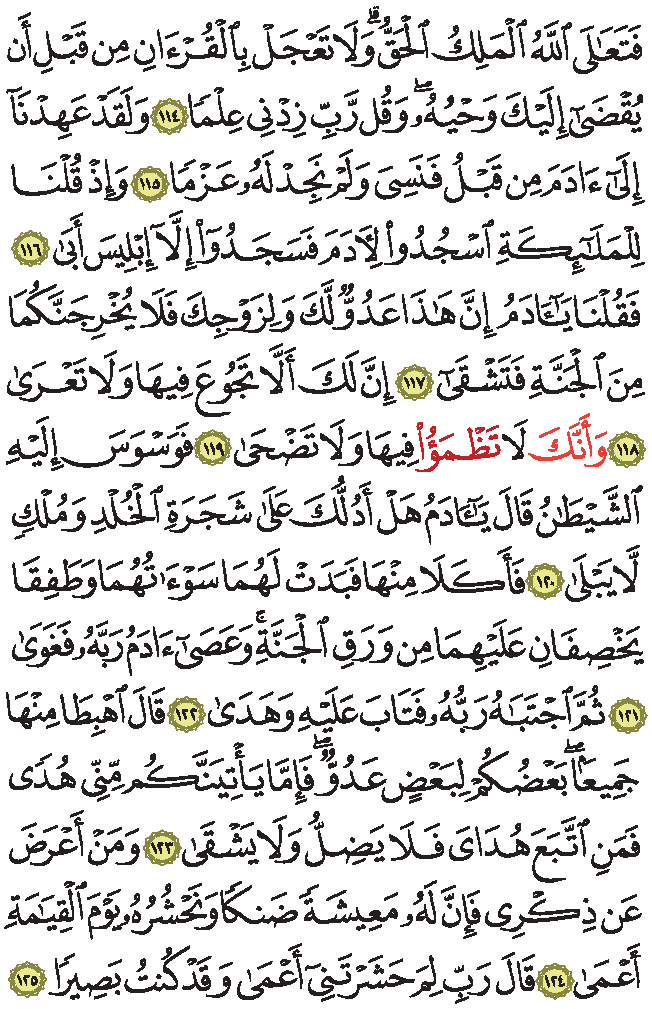 فَتَعَٰلَى ٱللَّهُ ٱلْمَلِكُ ٱلْحَقُّۗ وَلَا تَعْجَلْ بِٱلْقُرْءَانِ مِن قَبْلِ أَن
يُقْضَىٰٓ إِلَيْكَ وَحْيُهُۥۖ وَقُل رَّبِّ زِدْنِى عِلْمًا ١١٤ وَلَقَدْ عَهِدْنَآ
إِلَىٰٓ ءَادَمَ مِن قَبْلُ فَنَسِىَ وَلَمْ نَجِدْ لَهُۥ عَزْمًا ١١٥ وَإِذْ قُلْنَا
لِلْمَلَٰٓئِكَةِ ٱسْجُدُوا۟ لِءَادَمَ فَسَجَدُوٓا۟ إِلَّآ إِبْلِيسَ أَبَىٰ ١١٦
فَقُلْنَا يَٰٓـَٔادَمُ إِنَّ هَٰذَا عَدُوٌّ لَّكَ وَلِزَوْجِكَ فَلَا يُخْرِجَنَّكُمَا
مِنَ ٱلْجَنَّةِ فَتَشْقَىٰٓ ١١٧ إِنَّ لَكَ أَلَّا تَجُوعَ فِيهَا وَلَا تَعْرَىٰ
١١٨ وَأَنَّكَ لَا تَظْمَؤُا۟ فِيهَا وَلَا تَضْحَىٰ ١١٩ فَوَسْوَسَ إِلَيْهِ
ٱلشَّيْطَٰنُ قَالَ يَٰٓـَٔادَمُ هَلْ أَدُلُّكَ عَلَىٰ شَجَرَةِ ٱلْخُلْدِ وَمُلْكٍ
لَّا يَبْلَىٰ ١٢٠ فَأَكَلَا مِنْهَا فَبَدَتْ لَهُمَا سَوْءَٰتُهُمَا وَطَفِقَا
يَخْصِفَانِ عَلَيْهِمَا مِن وَرَقِ ٱلْجَنَّةِۚ وَعَصَىٰٓ ءَادَمُ رَبَّهُۥ فَغَوَىٰ
١٢١ ثُمَّ ٱجْتَبَٰهُ رَبُّهُۥ فَتَابَ عَلَيْهِ وَهَدَىٰ ١٢٢ قَالَ ٱهْبِطَا مِنْهَا
جَمِيعًۢاۖ بَعْضُكُمْ لِبَعْضٍ عَدُوٌّۖ فَإِمَّا يَأْتِيَنَّكُم مِّنِّى هُدًى
فَمَنِ ٱتَّبَعَ هُدَاىَ فَلَا يَضِلُّ وَلَا يَشْقَىٰ ١٢٣ وَمَنْ أَعْرَضَ
عَن ذِكْرِى فَإِنَّ لَهُۥ مَعِيشَةً ضَنكًا وَنَحْشُرُهُۥ يَوْمَ ٱلْقِيَٰمَةِ
أَعْمَىٰ ١٢٤ قَالَ رَبِّ لِمَ حَشَرْتَنِىٓ أَعْمَىٰ وَقَدْ كُنتُ بَصِيرًا ١٢٥